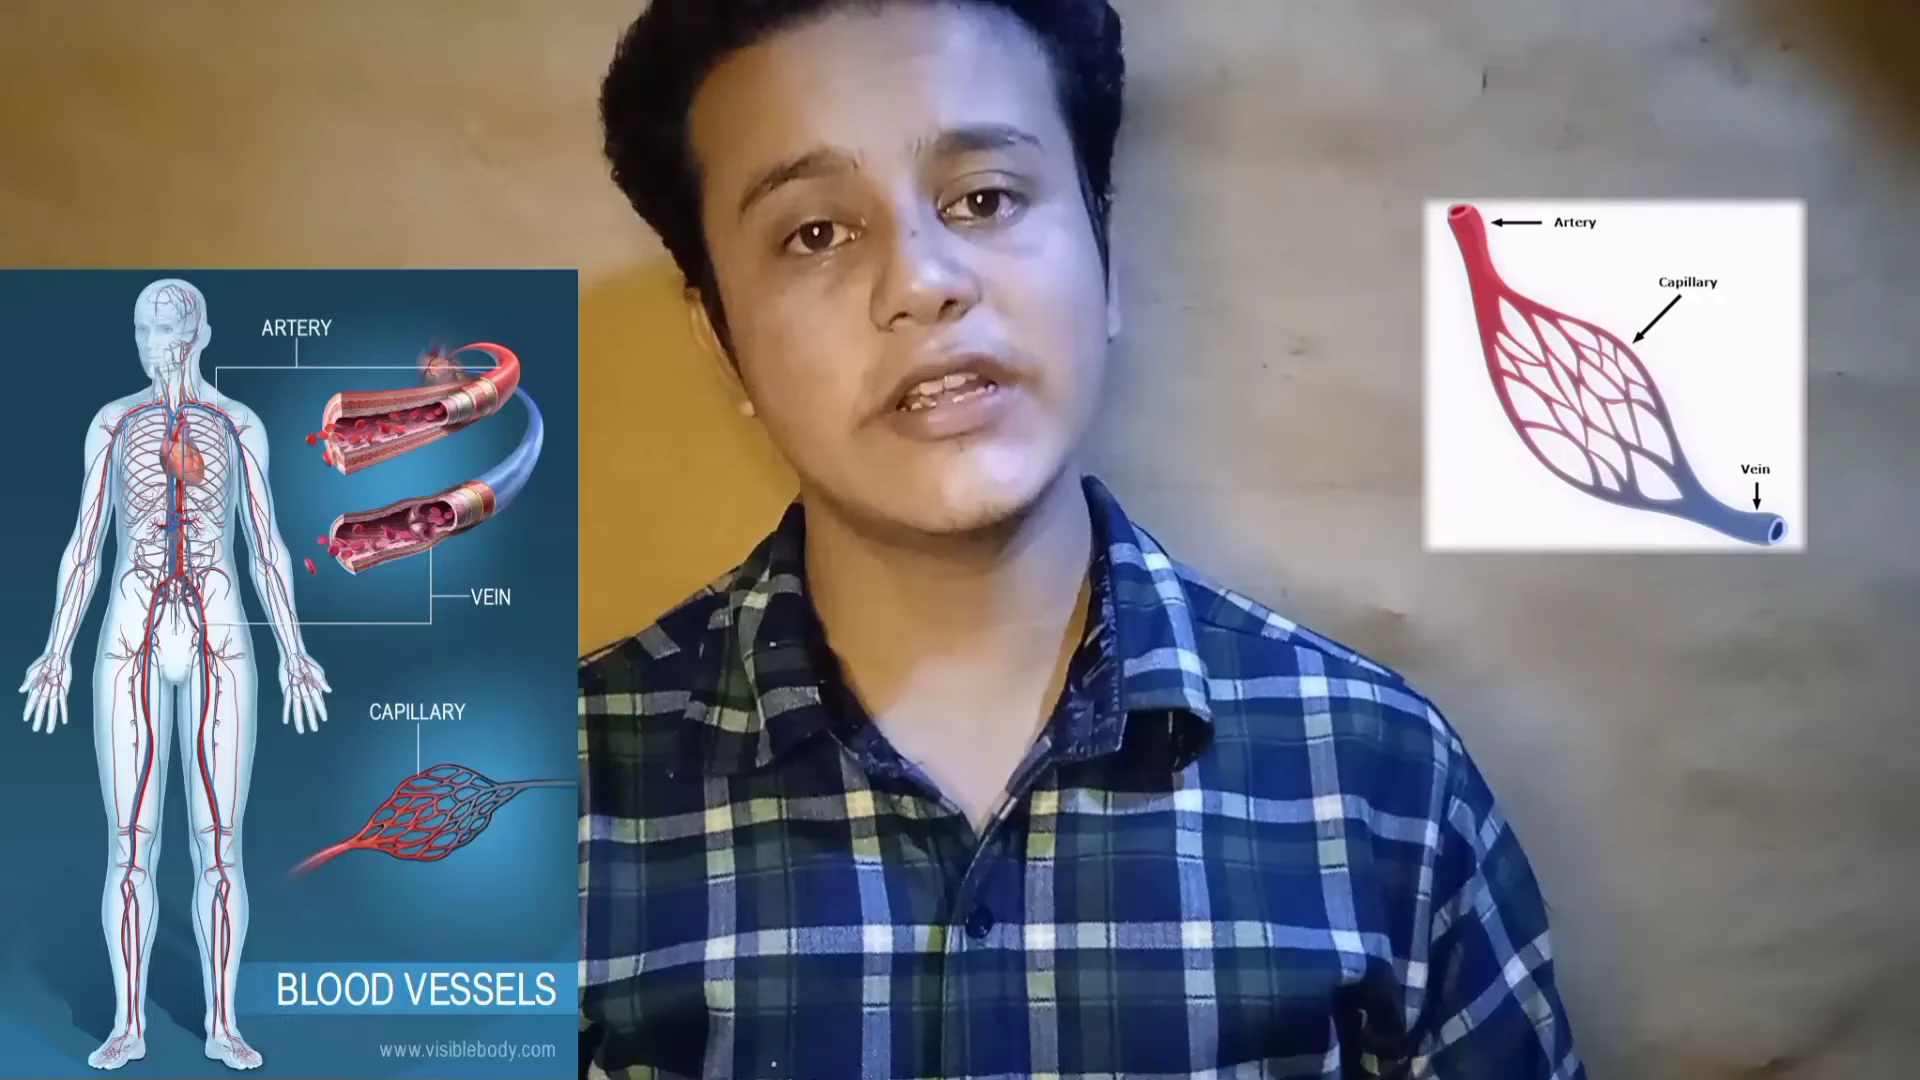 ARTERY
VEIN
CAPILLARY
BLOOD VESSELS
www.visiblebody.com
Artery
Capillary
Vein